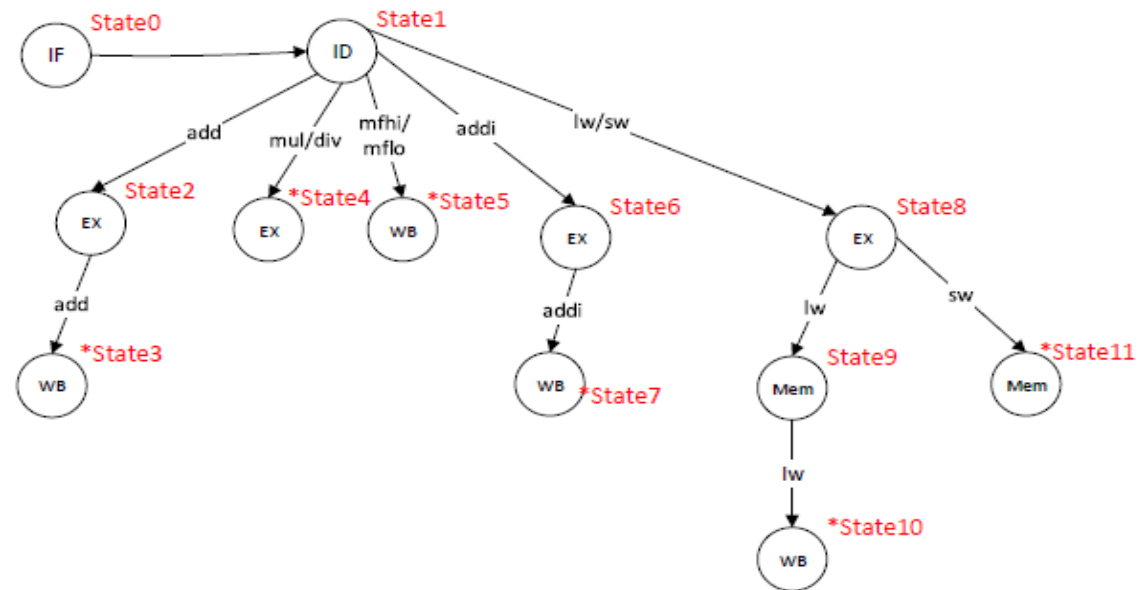 State0
State1
IF
ID
add
mul/div
mfhi/
mflo
addi
lw/sw
State2
*State4
*State5
State6
State8
EX
EX
WB
EX
EX
add
addi
lw
sw
*State3
State9
*State11
WB
WB
*State7
Mem
Mem
lw
*State10
WB